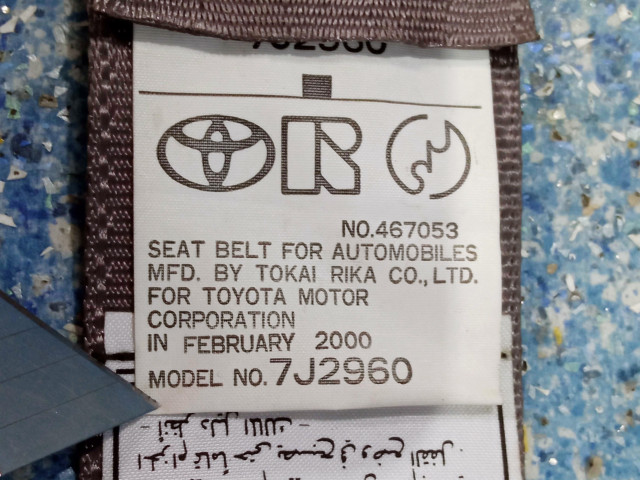 7J2960
R
NO.467053
SEAT BELT FOR AUTOMOBILES
MFD. BY TOKAI RIKA CO.,LTD.
FOR TOYOTA MOTOR
CORPORATION
IN FEBRUARY 2000
MODEL NO.7J2960